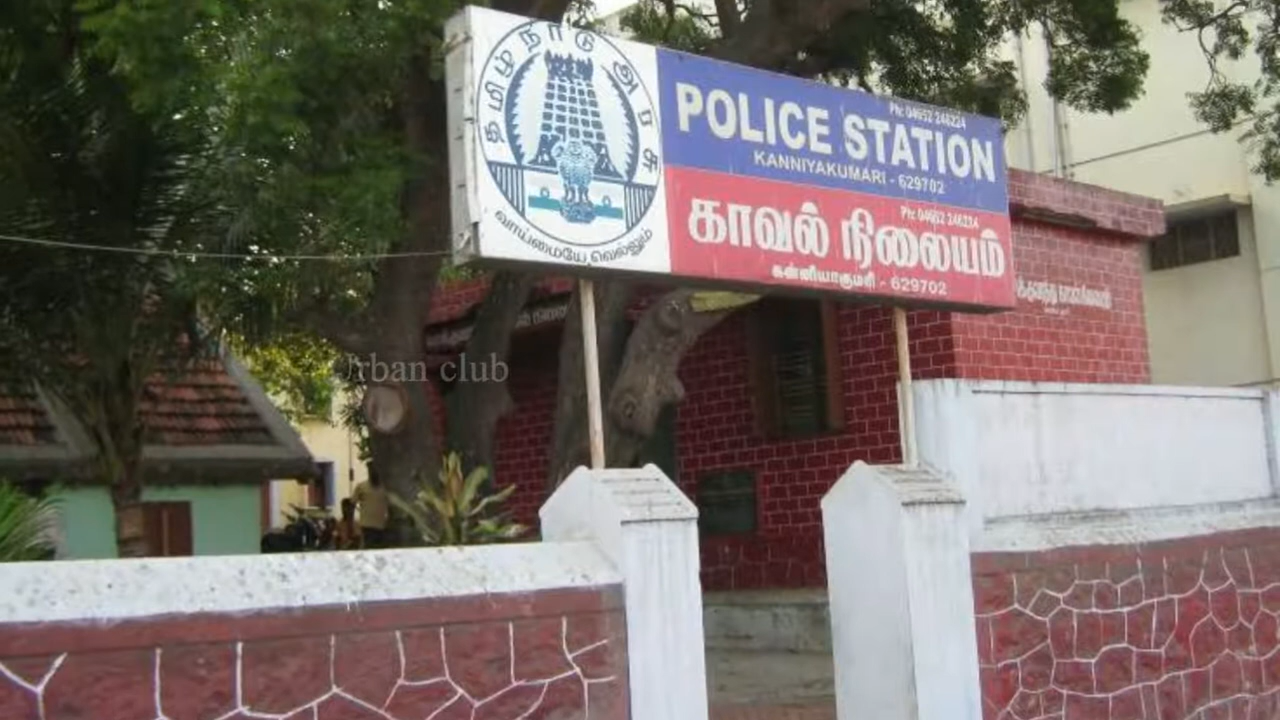 தமிழ்நாடு அரசு
வாய்மையே வெல்லும்
Ph: 04652 246224
POLICE STATION
KANNIYAKUMARI - 629702
Ph: 04652 246224
காவல் நிலையம்
கன்னியாகுமரி - 629702
Urban club